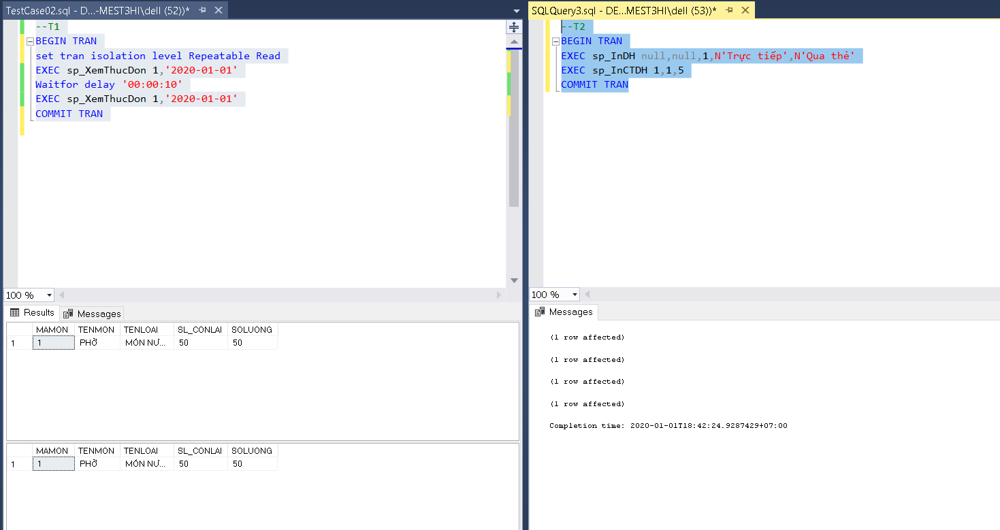 TestCase02.sql - D...-MEST3HI\dell (52))*
--T1
BEGIN TRAN
set tran isolation level Repeatable Read
EXEC sp_XemThucDon 1,'2020-01-01'
Waitfor delay '00:00:10'
EXEC sp_XemThucDon 1,'2020-01-01'
COMMIT TRAN
100 %
Results Messages
MAMON TENMON TENLOAI SL_CONLAI SOLUONG
1 1 PHỞ MÓN NƯ... 50 50
MAMON TENMON TENLOAI SL_CONLAI SOLUONG
1 1 PHỞ MÓN NƯ... 50 50
SQLQuery3.sql - DE...MEST3HI\dell (53))*
--T2
BEGIN TRAN
EXEC sp_InDH null,null,1,N'Trực tiếp',N'Qua thẻ'
EXEC sp_InCTDH 1,1,5
COMMIT TRAN
100 %
Messages
(1 row affected)
(1 row affected)
(1 row affected)
(1 row affected)
Completion time: 2020-01-01T18:42:24.9287429+07:00